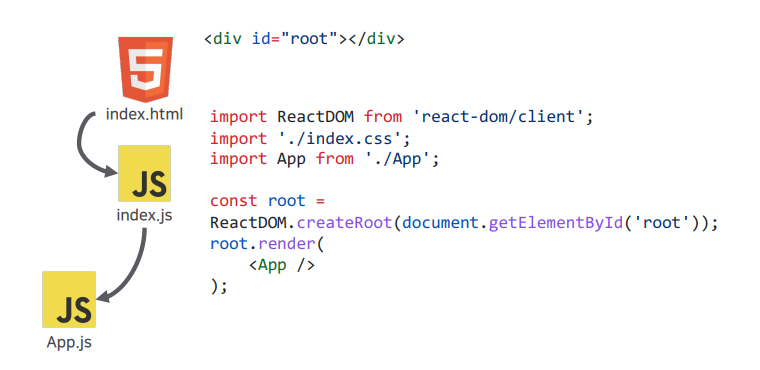 <div id="root"></div>
5
index.html
import ReactDOM from 'react-dom/client';
import './index.css';
import App from './App';
JS
index.js
const root =
ReactDOM.createRoot(document.getElementById('root'));
root.render(
    <App />
);
JS
App.js